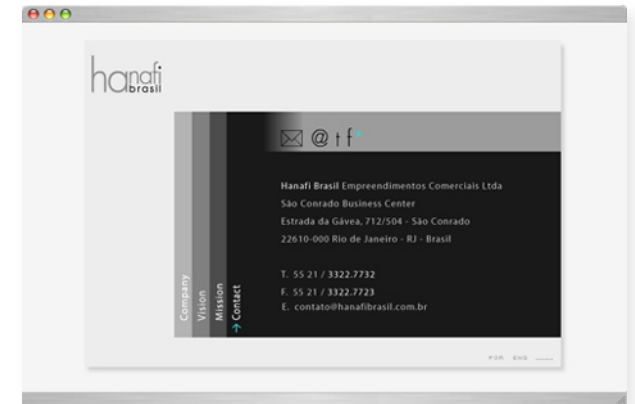 hanafi
brasil
@ t f
Hanafi Brasil Empreendimentos Comerciais Ltda
São Conrado Business Center
Estrada da Gávea, 712/504 - São Conrado
22610-000 Rio de Janeiro - RJ - Brasil
T. 55 21 / 3322.7732
F. 55 21 / 3322.7723
E. contato@hanafibrasil.com.br
Company
Vision
Mission
→ Contact
POR ENG